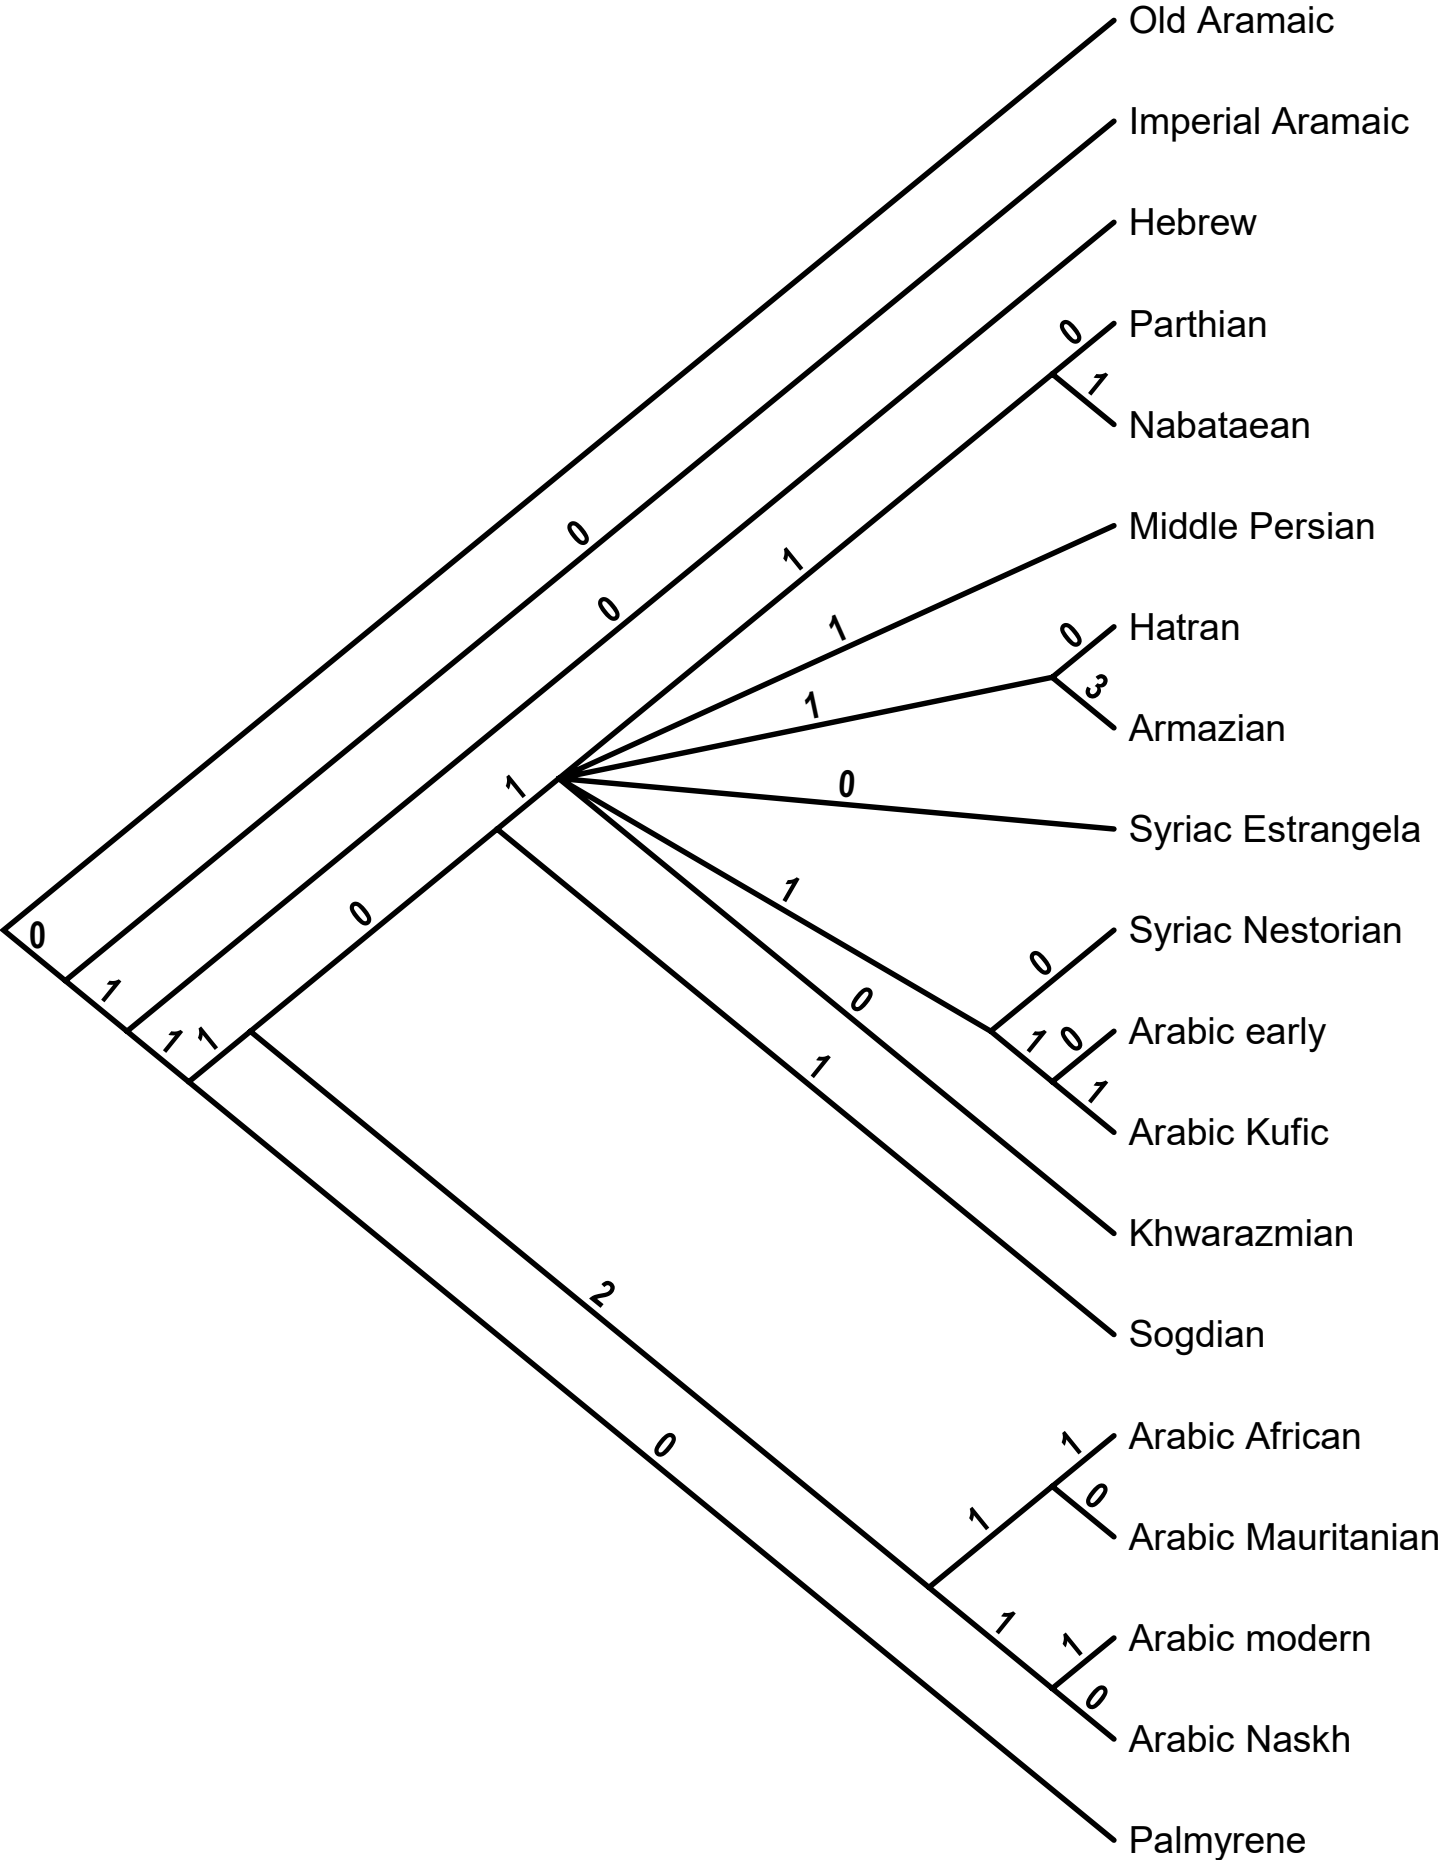 Old Aramaic
Imperial Aramaic
Hebrew
0
Parthian
1
Nabataean
0
1
Middle Persian
0
1
0
Hatran
1
3
Armazian
1
0
Syriac Estrangela
1
0
0
0
Syriac Nestorian
1
0
1
1
1
0
Arabic early
1
1
Arabic Kufic
Khwarazmian
2
Sogdian
0
1
Arabic African
1
0
Arabic Mauritanian
1
1
Arabic modern
0
Arabic Naskh
Palmyrene